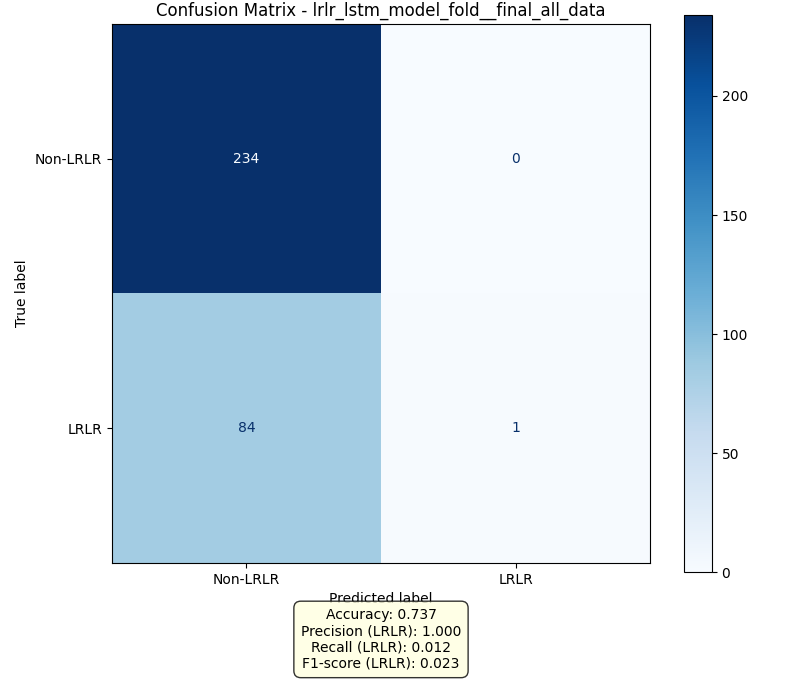 Confusion Matrix - lrlr_lstm_model_fold__final_all_data
Non-LRLR
234
0
True label
LRLR
84
1
Non-LRLR
LRLR
Predicted label
200
150
100
50
0
Accuracy: 0.737
Precision (LRLR): 1.000
Recall (LRLR): 0.012
F1-score (LRLR): 0.023